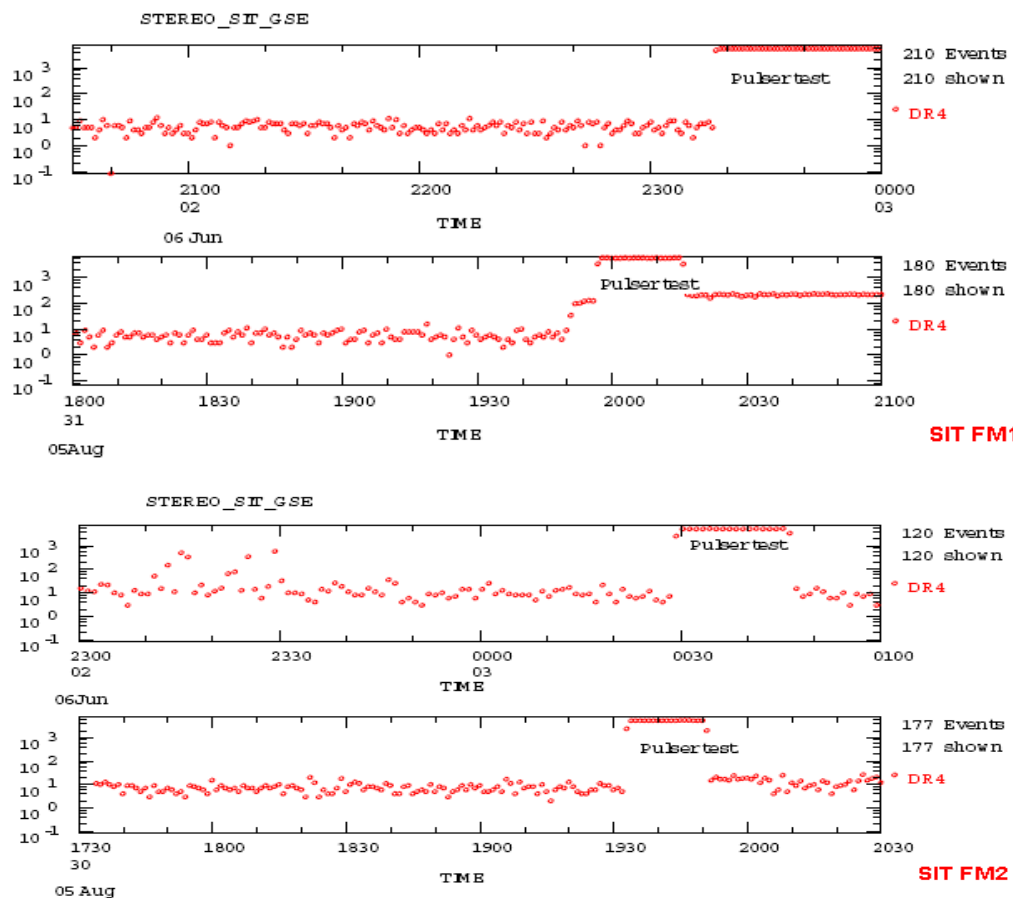 STEREO_SIT_GSE
10 3
10 2
10 1
10 0
10 -1
Pulsertest
210 Events
210 shown
DR4
2100 2200 2300 0000
02 03
TIME
06 Jun
10 3
10 2
10 1
10 0
10 -1
Pulsertest
180 Events
180 shown
DR4
1800 1830 1900 1930 2000 2030 2100
31
TIME
05Aug
SIT FM1
STEREO_SIT_GSE
10 3
10 2
10 1
10 0
10 -1
Pulsertest
120 Events
120 shown
DR4
2300 2330 0000 0030 0100
02 03
TIME
06Jun
10 3
10 2
10 1
10 0
10 -1
Pulsertest
177 Events
177 shown
DR4
1730 1800 1830 1900 1930 2000 2030
30
TIME
05 Aug
SIT FM2